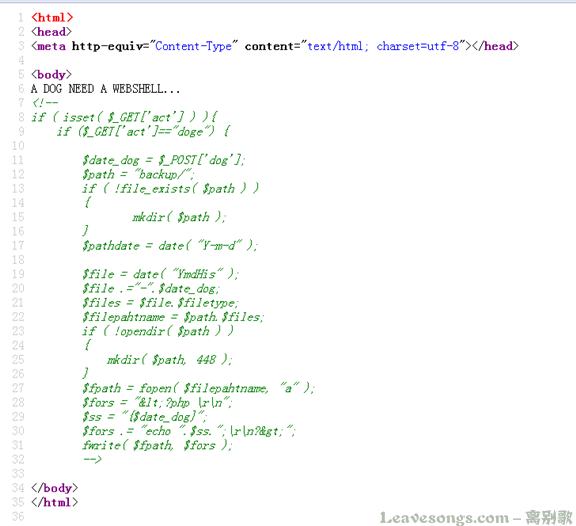 1 <html>
2 <head>
3 <meta http-equiv="Content-Type" content="text/html; charset=utf-8"></head>
4
5 <body>
6 A DOG NEED A WEBSHELL...
7 <!--
8 if ( isset( $_GET['act'] ) ){
9 if ($_GET['act']=="doge") {
10
11 $date_dog = $_POST['dog'];
12 $path = "backup/";
13 if ( !file_exists( $path ) )
14 {
15 mkdir( $path );
16 }
17 $pathdate = date( "Y-m-d" );
18
19 $file = date( "YmdHis" );
20 $file .="-".$date_dog;
21 $files = $file.$filetype;
22 $filepahtname = $path.$files;
23 if ( !opendir( $path ) )
24 {
25 mkdir( $path, 448 );
26 }
27 $fpath = fopen( $filepahtname, "a" );
28 $fors = "&lt;?php \r\n";
29 $ss = "{$date_dog}";
30 $fors .= "echo ".$ss.";\r\n?&gt;";
31 fwrite( $fpath, $fors );
32 -->
33
34 </body>
35 </html>
36
Leavesongs.com – 离别歌